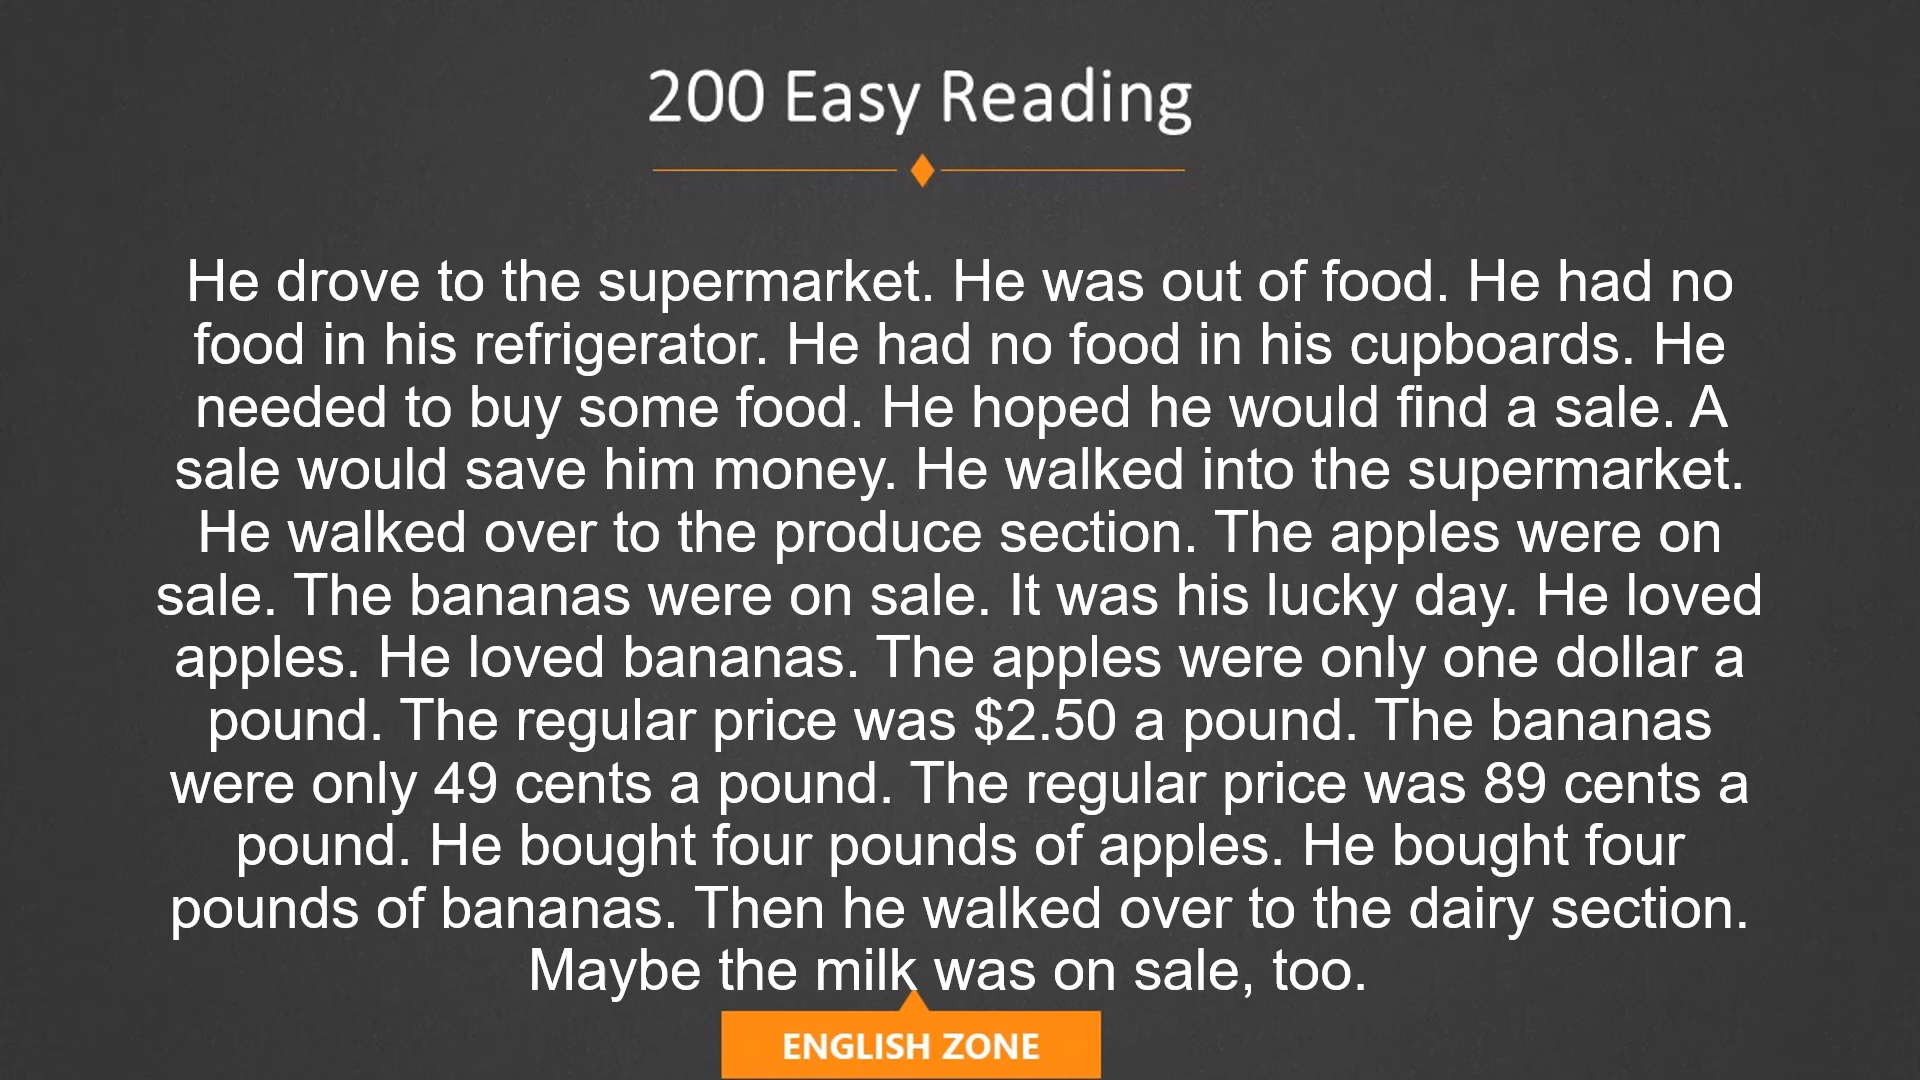 200 Easy Reading
He drove to the supermarket. He was out of food. He had no
food in his refrigerator. He had no food in his cupboards. He
needed to buy some food. He hoped he would find a sale. A
sale would save him money. He walked into the supermarket.
He walked over to the produce section. The apples were on
sale. The bananas were on sale. It was his lucky day. He loved
apples. He loved bananas. The apples were only one dollar a
pound. The regular price was $2.50 a pound. The bananas
were only 49 cents a pound. The regular price was 89 cents a
pound. He bought four pounds of apples. He bought four
pounds of bananas. Then he walked over to the dairy section.
Maybe the milk was on sale, too.
ENGLISH ZONE